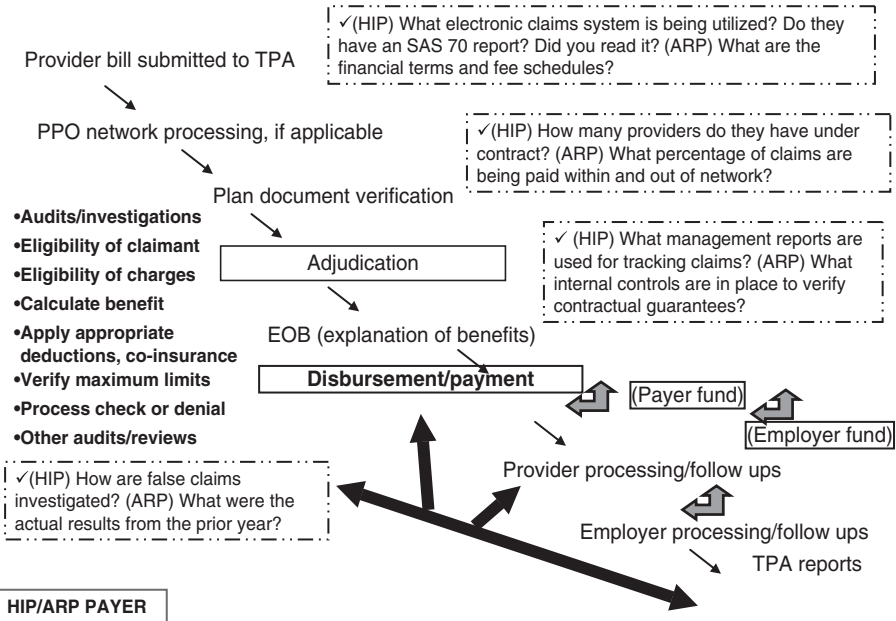 ✓(HIP) What electronic claims system is being utilized? Do they
have an SAS 70 report? Did you read it? (ARP) What are the
financial terms and fee schedules?
Provider bill submitted to TPA
PPO network processing, if applicable
✓(HIP) How many providers do they have under
contract? (ARP) What percentage of claims are
being paid within and out of network?
Plan document verification
•Audits/investigations
•Eligibility of claimant
•Eligibility of charges
•Calculate benefit
•Apply appropriate
deductions, co-insurance
•Verify maximum limits
•Process check or denial
•Other audits/reviews
Adjudication
✓ (HIP) What management reports are
used for tracking claims? (ARP) What
internal controls are in place to verify
contractual guarantees?
EOB (explanation of benefits)
Disbursement/payment
(Payer fund)
(Employer fund)
✓(HIP) How are false claims
investigated? (ARP) What were the
actual results from the prior year?
Provider processing/follow ups
Employer processing/follow ups
TPA reports
HIP/ARP PAYER